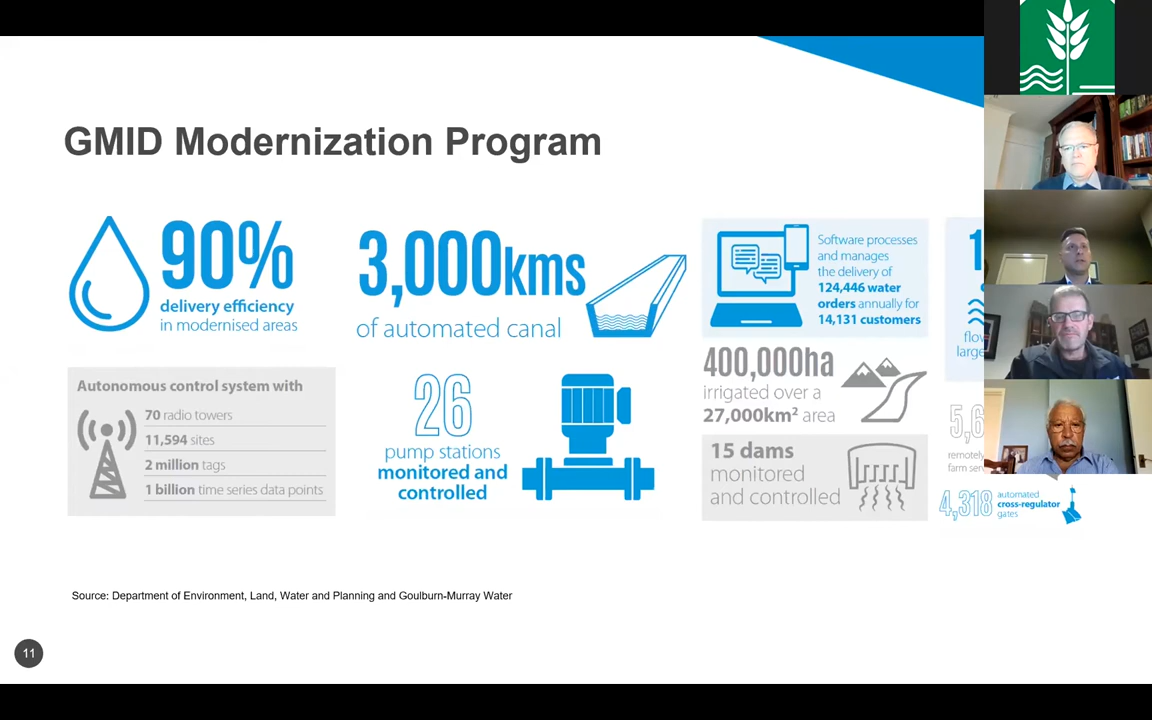 GMID Modernization Program
90%
delivery efficiency
in modernised areas
3,000kms
of automated canal
Software processes
and manages
the delivery of
124,446 water
orders annually for
14,131 customers
Autonomous control system with
70 radio towers
11,594 sites
2 million tags
1 billion time series data points
26
pump stations
monitored and
controlled
400,000ha
irrigated over a
27,000km² area
15 dams
monitored
and controlled
4,318
automated
cross-regulator
gates
Source: Department of Environment, Land, Water and Planning and Goulburn-Murray Water
11